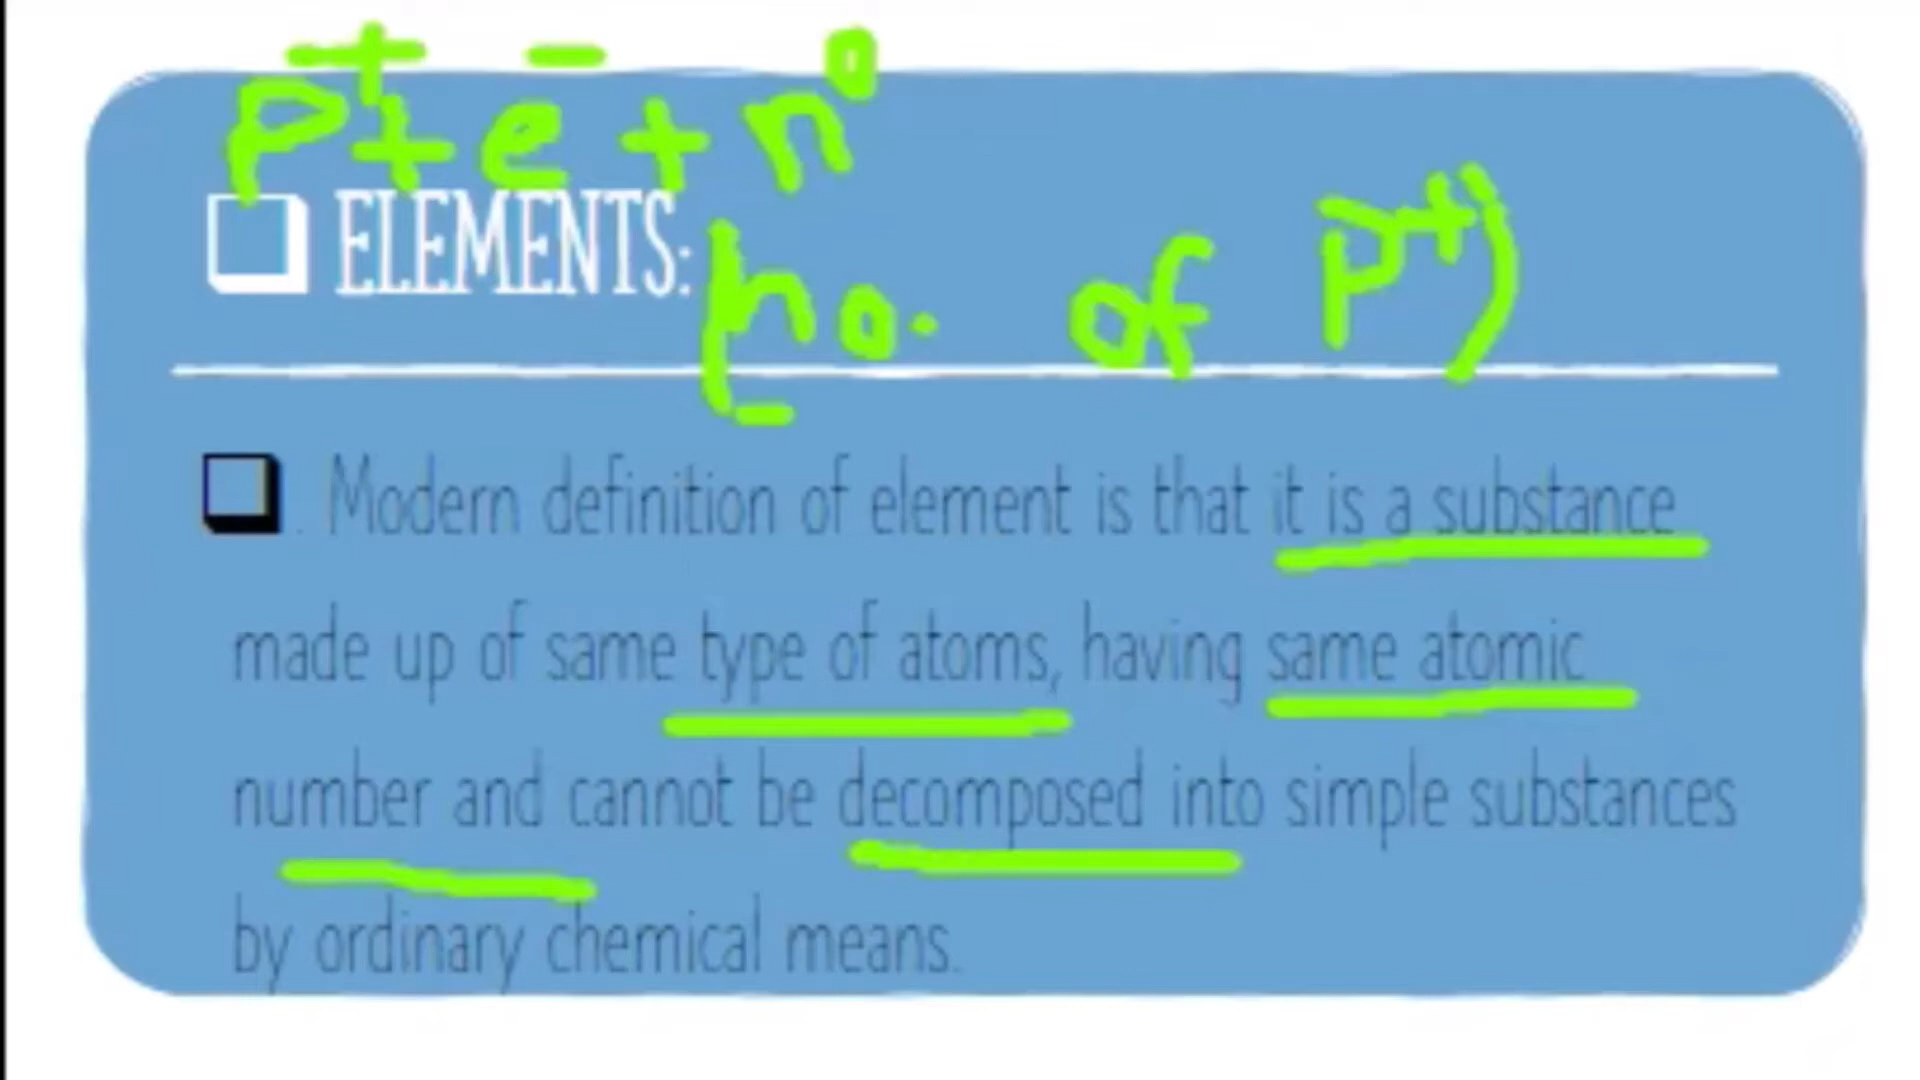 p⁺ + e⁻ + n⁰
ELEMENTS:
(no. of p⁺)
. Modern definition of element is that it is a substance
made up of same type of atoms, having same atomic
number and cannot be decomposed into simple substances
by ordinary chemical means.